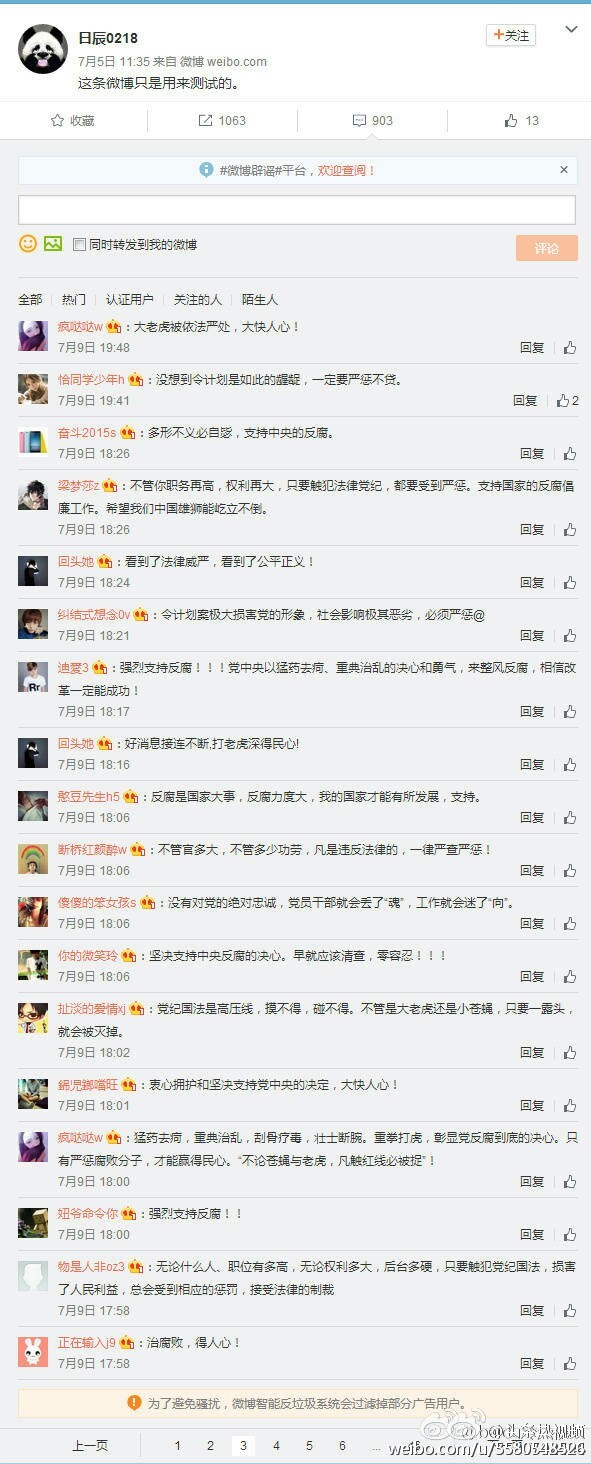 日辰0218
+关注
7月5日 11:35 来自 微博 weibo.com
这条微博只是用来测试的。
收藏 1063 903 13
#微博辟谣#平台，欢迎查阅！ ×
同时转发到我的微博 评论
全部 热门 认证用户 关注的人 陌生人
疯哒哒w：大老虎被依法严处，大快人心！
7月9日 19:48 回复
恰同学少年h：没想到令计划是如此的龌龊，一定要严惩不贷。
7月9日 19:41 回复 2
奋斗2015s：多形不义必自毖，支持中央的反腐。
7月9日 18:26 回复
梁梦莎z：不管你职务再高，权利再大，只要触犯法律党纪，都要受到严惩。支持国家的反腐倡
廉工作。希望我们中国雄狮能屹立不倒。
7月9日 18:26 回复
回头她：看到了法律威严，看到了公平正义！
7月9日 18:24 回复
纠结式想念0v：令计划案极大损害党的形象，社会影响极其恶劣，必须严惩@
7月9日 18:21 回复
迪愛3：强烈支持反腐！！！党中央以猛药去疴、重典治乱的决心和勇气，来整风反腐，相信改
革一定能成功！
7月9日 18:17 回复
回头她：好消息接连不断,打老虎深得民心!
7月9日 18:16 回复
憨豆先生h5：反腐是国家大事，反腐力度大，我的国家才能有所发展，支持。
7月9日 18:06 回复
断桥红颜醉w：不管官多大，不管多少功劳，凡是违反法律的，一律严查严惩！
7月9日 18:06 回复
傻傻的笨女孩s：没有对党的绝对忠诚，党员干部就会丢了“魂”，工作就会迷了“向”。
7月9日 18:06 回复
你的微笑玲：坚决支持中央反腐的决心。早就应该清查，零容忍！！！
7月9日 18:06 回复
扯淡的爱情xj：党纪国法是高压线，摸不得，碰不得。不管是大老虎还是小苍蝇，只要一露头，
就会被灭掉。
7月9日 18:02 回复
：衷心拥护和坚决支持党中央的决定，大快人心！
7月9日 18:01 回复
疯哒哒w：猛药去疴，重典治乱，刮骨疗毒，壮士断腕。重拳打虎，彰显党反腐到底的决心。只
有严惩腐败分子，才能赢得民心。“不论苍蝇与老虎，凡触红线必被捉”！
7月9日 18:00 回复
妞爷命令你：强烈支持反腐！！
7月9日 18:00 回复
物是人非oz3：无论什么人、职位有多高，无论权利多大，后台多硬，只要触犯党纪国法，损害
了人民利益，总会受到相应的惩罚，接受法律的制裁
7月9日 17:58 回复
正在输入j9：治腐败，得人心！
7月9日 17:58 回复
为了避免骚扰，微博智能反垃圾系统会过滤掉部分广告用户。
上一页 1 2 3 4 5 6 ...
weibo.com/u/5580548526